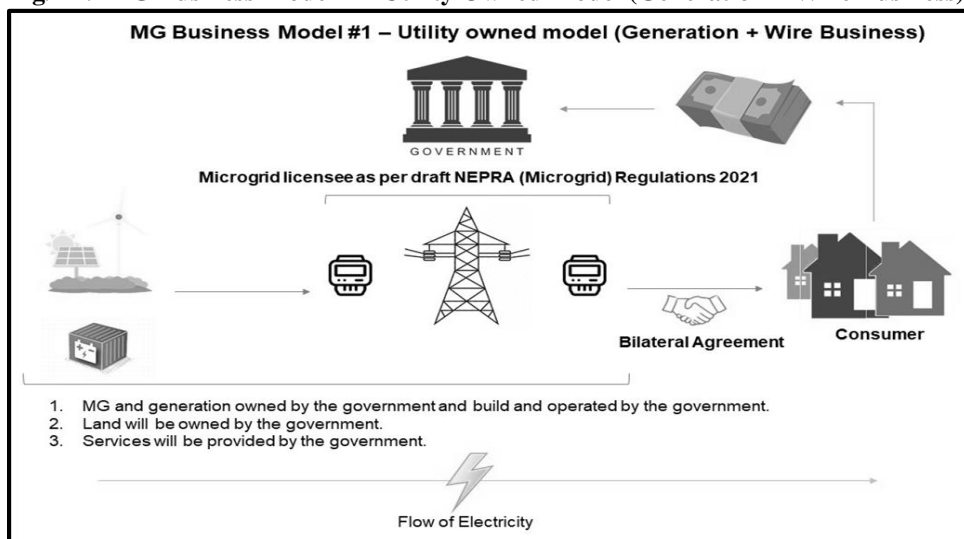 MG Business Model #1 – Utility owned model (Generation + Wire Business)
GOVERNMENT
Microgrid licensee as per draft NEPRA (Microgrid) Regulations 2021
Bilateral Agreement
Consumer
1. MG and generation owned by the government and build and operated by the government.
2. Land will be owned by the government.
3. Services will be provided by the government.
Flow of Electricity